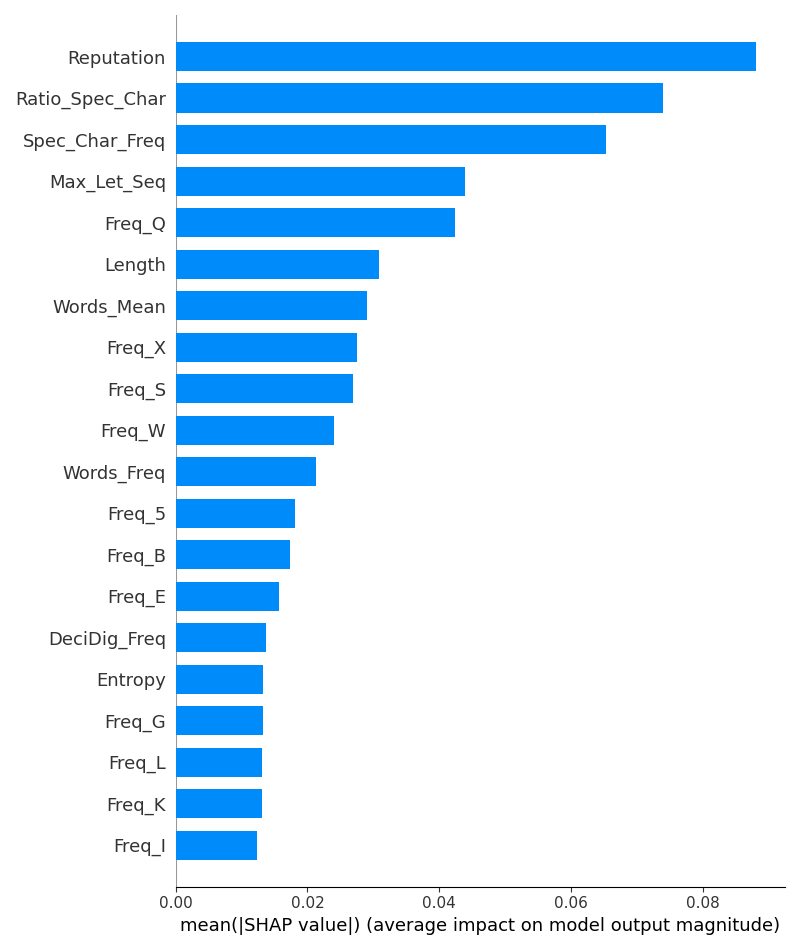 Reputation
Ratio_Spec_Char
Spec_Char_Freq
Max_Let_Seq
Freq_Q
Length
Words_Mean
Freq_X
Freq_S
Freq_W
Words_Freq
Freq_5
Freq_B
Freq_E
DeciDig_Freq
Entropy
Freq_G
Freq_L
Freq_K
Freq_I
0.00 0.02 0.04 0.06 0.08
mean(|SHAP value|) (average impact on model output magnitude)